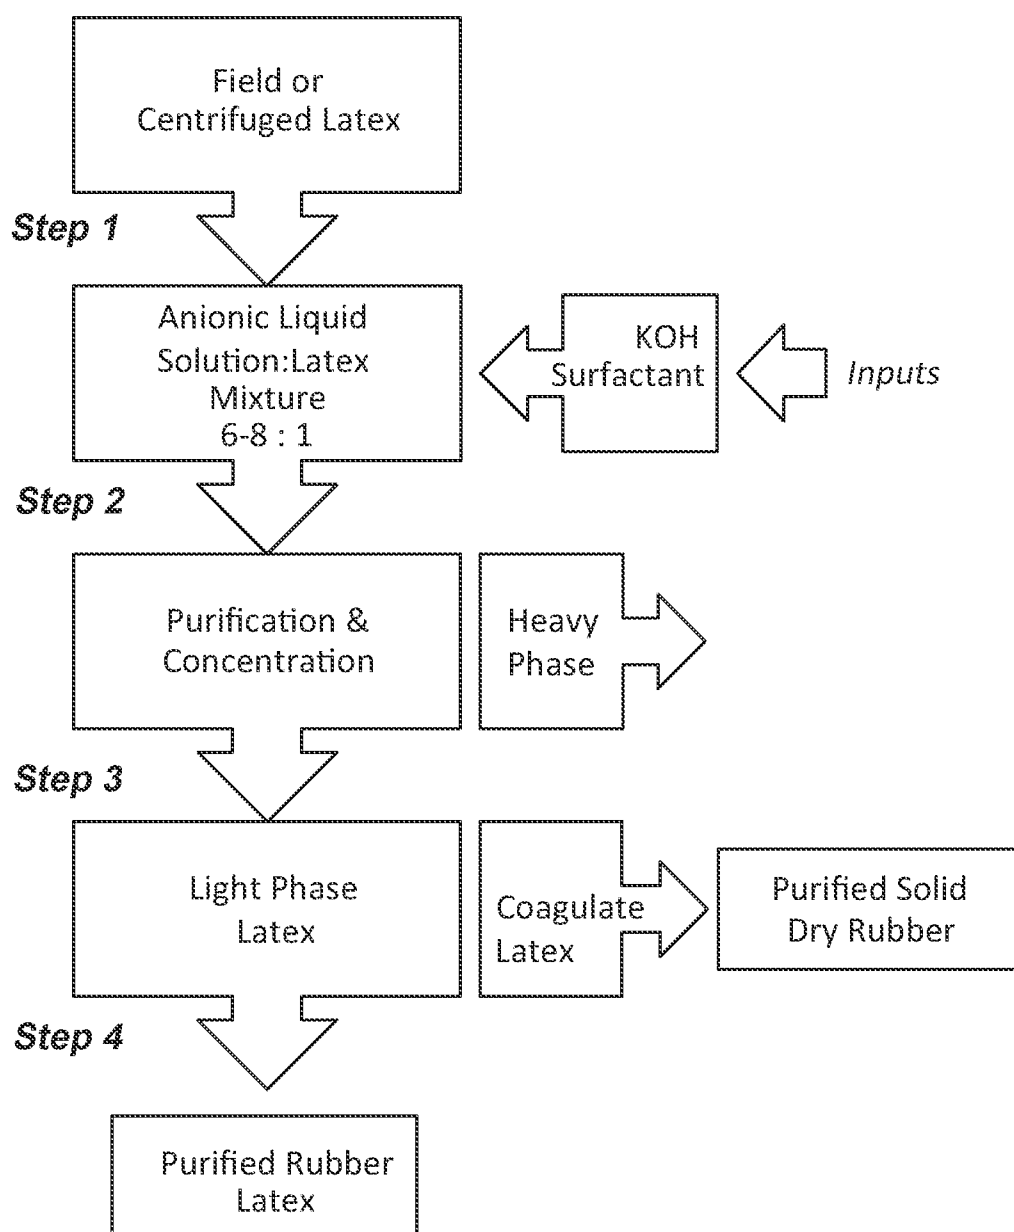 Field or
Centrifuged Latex
Step 1
Anionic Liquid
Solution:Latex
Mixture
6-8 : 1
KOH
Surfactant
Inputs
Step 2
Purification &
Concentration
Heavy
Phase
Step 3
Light Phase
Latex
Coagulate
Latex
Purified Solid
Dry Rubber
Step 4
Purified Rubber
Latex